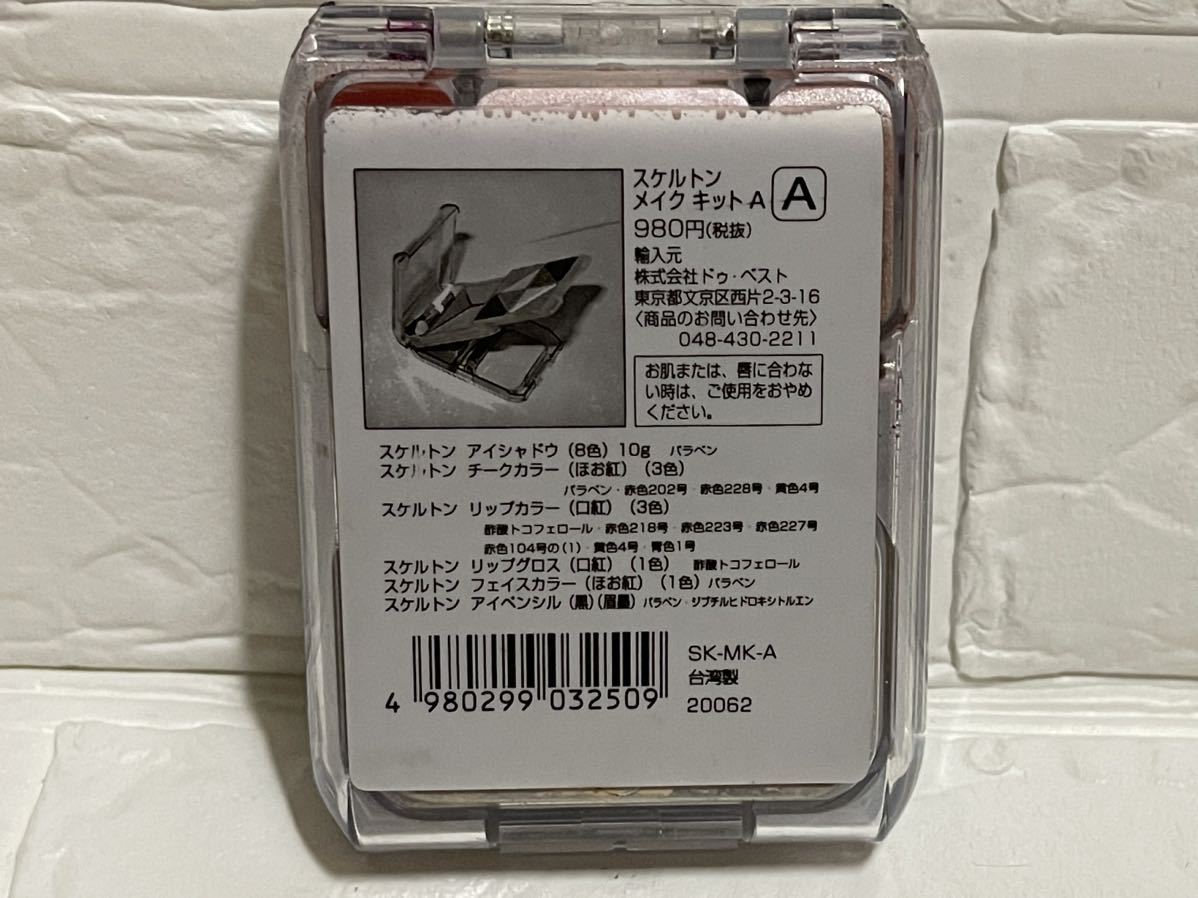 スケルトン
メイク キット A A
980円(税抜)
輸入元
株式会社ドゥ・ベスト
東京都文京区西片2-3-16
〈商品のお問い合わせ先〉
048-430-2211
お肌または、唇に合わな
い時は、ご使用をおやめ
ください。
スケルトン アイシャドウ (8色) 10g パラベン
スケルトン チークカラー (ほお紅) (3色)
パラベン・赤色202号・赤色228号・黄色4号
スケルトン リップカラー (口紅) (3色)
酢酸トコフェロール・赤色218号・赤色223号・赤色227号
赤色104号の(1)・黄色4号・青色1号
スケルトン リップグロス (口紅) (1色) 酢酸トコフェロール
スケルトン フェイスカラー (ほお紅) (1色) パラベン
スケルトン アイペンシル (黒) (眉墨) パラベン・ジブチルヒドロキシトルエン
SK-MK-A
台湾製
20062
4 980299 032509